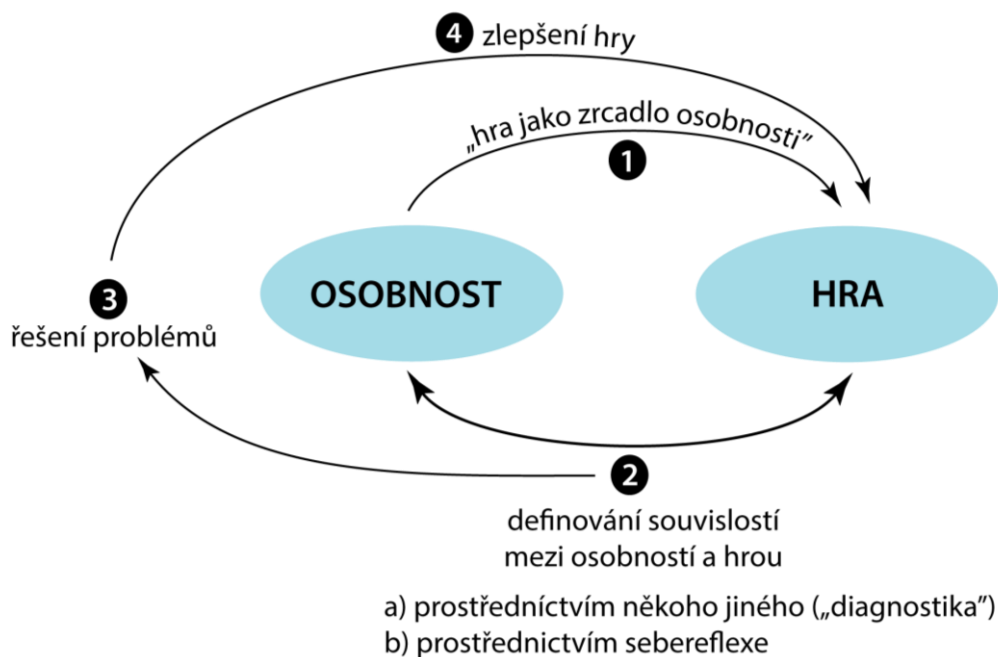 4 zlepšení hry
„hra jako zrcadlo osobnosti”
1
OSOBNOST
HRA
3
řešení problémů
2
definování souvislostí
mezi osobností a hrou
a) prostředníctvím někoho jiného („diagnostika”)
b) prostřednictvím sebereflexe